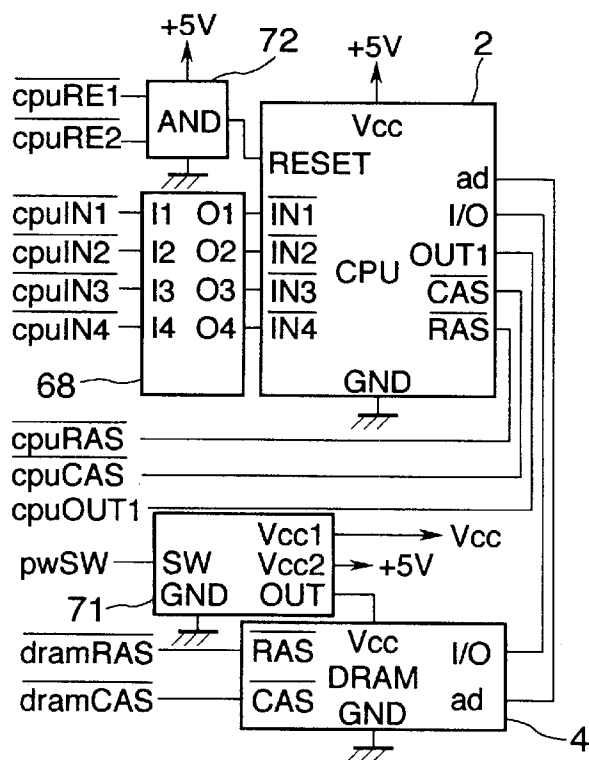 +5V
72
+5V
2
cpuRE1
AND
Vcc
cpuRE2
RESET
ad
cpuIN1
I1
O1
IN1
I/O
cpuIN2
I2
O2
IN2
OUT1
cpuIN3
I3
O3
IN3
CPU
CAS
cpuIN4
I4
O4
IN4
RAS
68
GND
cpuRAS
cpuCAS
cpuOUT1
Vcc1
Vcc
pwSW
SW
Vcc2
+5V
71
GND
OUT
dramRAS
RAS
Vcc
I/O
DRAM
dramCAS
CAS
ad
GND
4